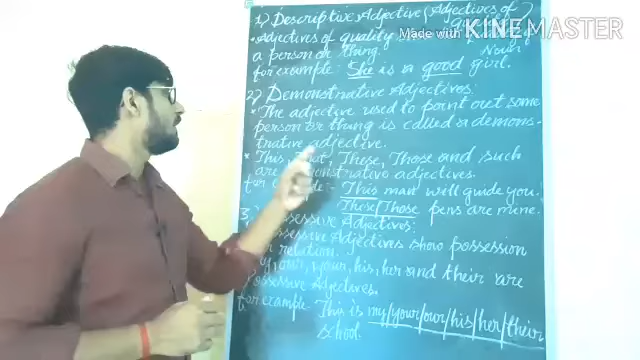 1) Descriptive Adjective (Adjectives of
Made with KINEMASTER
• Adjectives of quality
a person or thing. Noun
for example: She is a good girl.
2) Demonstrative Adjectives:
• The adjective used to point out some
person or thing is called a demons-
trative adjective.
• This, That, These, Those and such
are demonstrative adjectives.
for :- This man will guide you.
These/Those pens are mine.
3. Possessive Adjectives:
Possessive Adjectives show possession
or relation.
My, our, your, his, her and their are
Possessive Adjectives.
for example: This is my/your/our/his/her/their
school.